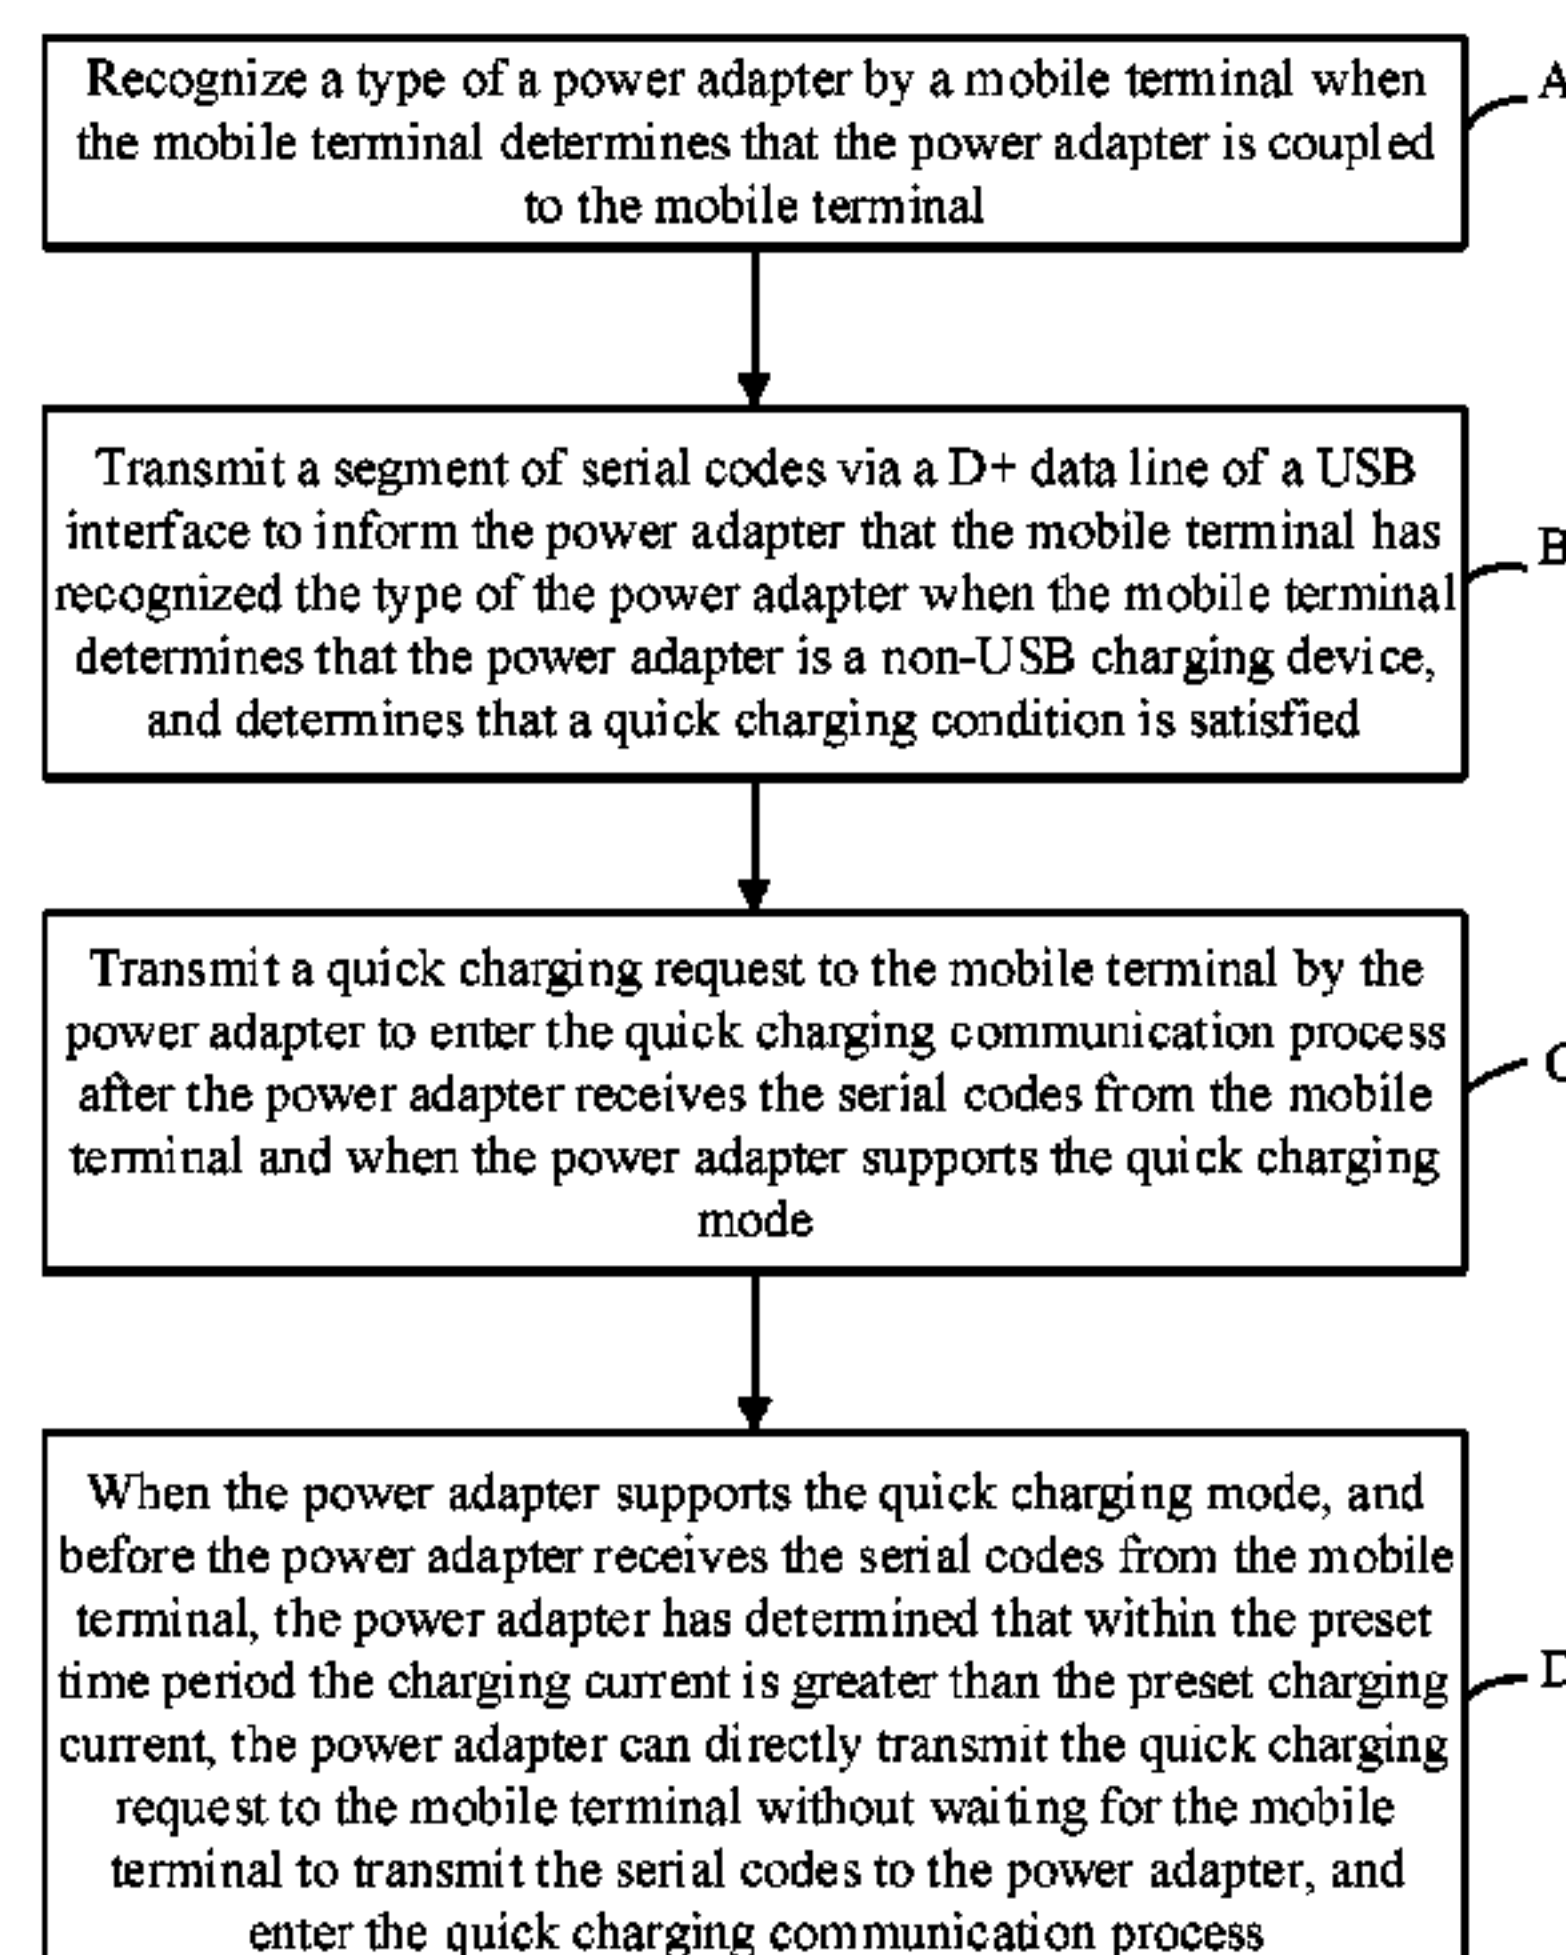 Recognize a type of a power adapter by a mobile terminal when
the mobile terminal determines that the power adapter is coupled
to the mobile terminal
A
Transmit a segment of serial codes via a D+ data line of a USB
interface to inform the power adapter that the mobile terminal has
recognized the type of the power adapter when the mobile terminal
determines that the power adapter is a non-USB charging device,
and determines that a quick charging condition is satisfied
B
Transmit a quick charging request to the mobile terminal by the
power adapter to enter the quick charging communication process
after the power adapter receives the serial codes from the mobile
terminal and when the power adapter supports the quick charging
mode
C
When the power adapter supports the quick charging mode, and
before the power adapter receives the serial codes from the mobile
terminal, the power adapter has determined that within the preset
time period the charging current is greater than the preset charging
current, the power adapter can directly transmit the quick charging
request to the mobile terminal without waiting for the mobile
terminal to transmit the serial codes to the power adapter, and
enter the quick charging communication process
D